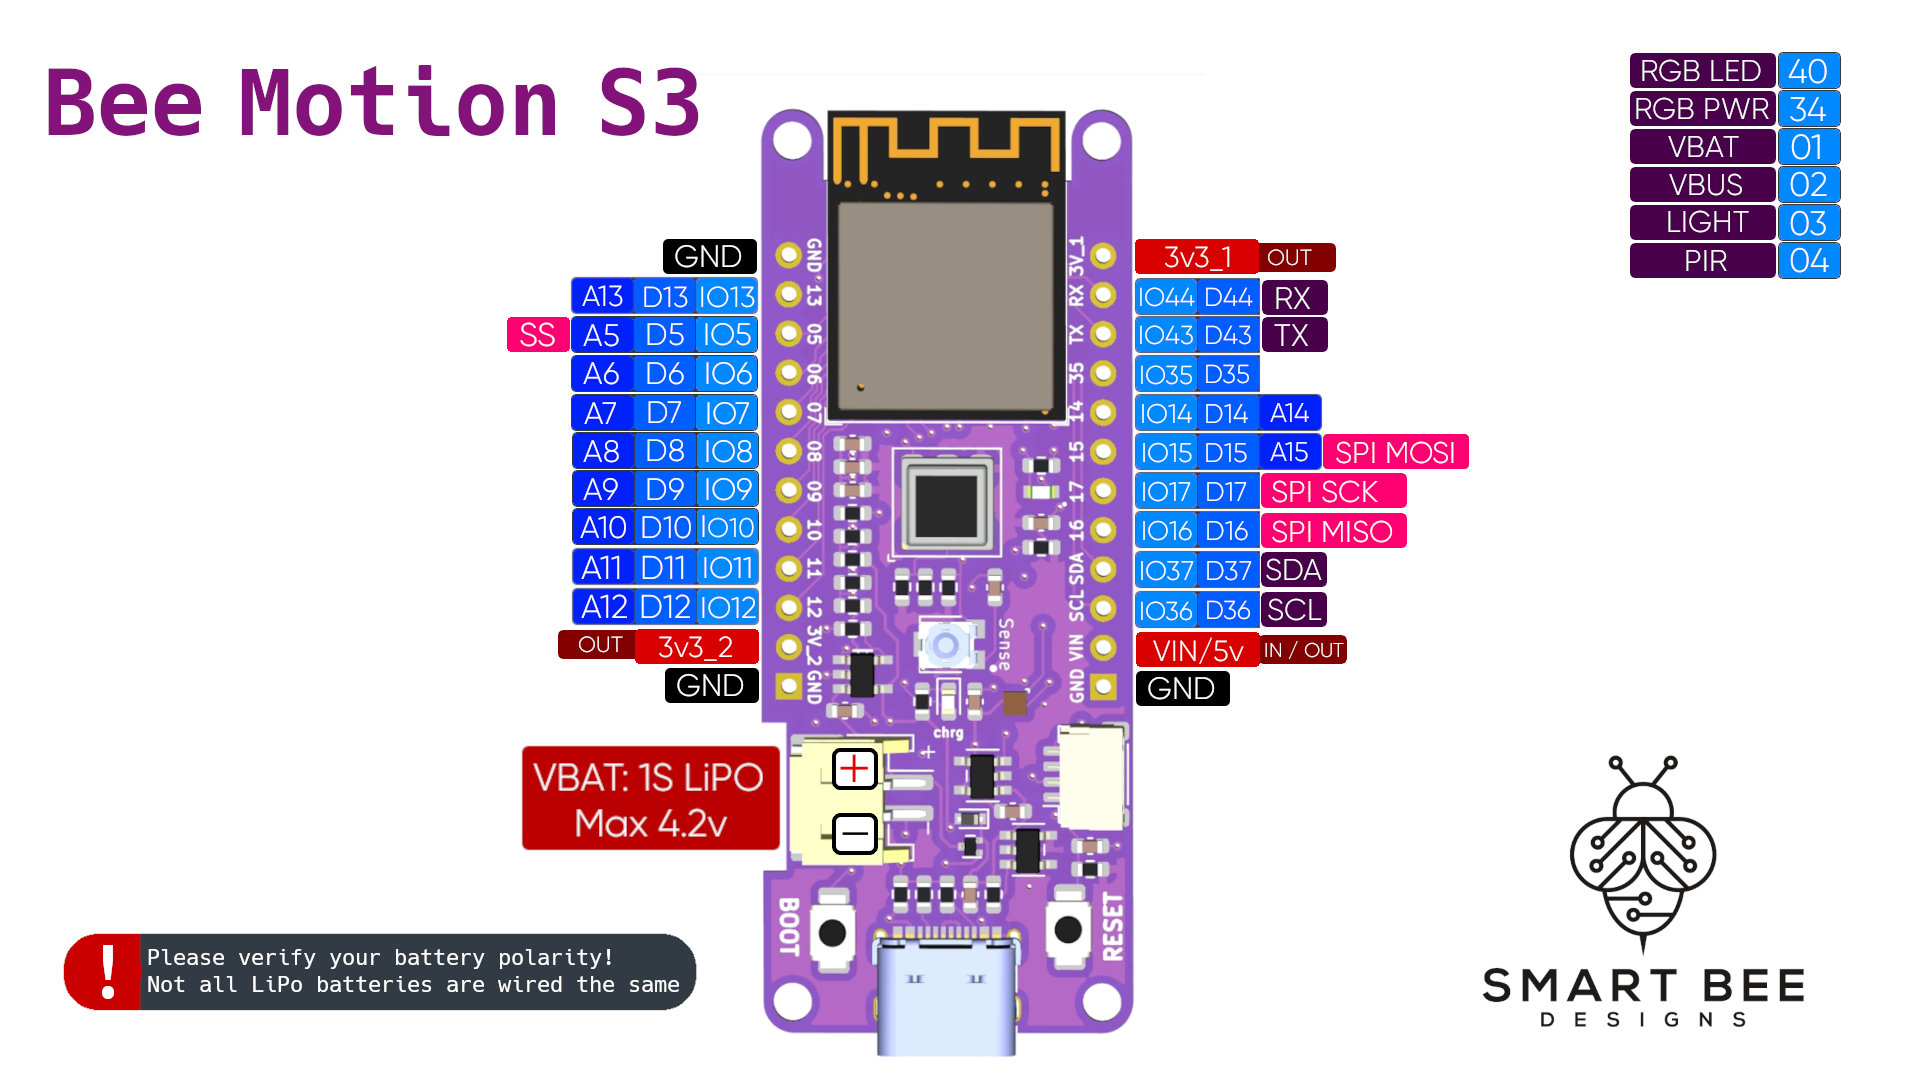 Bee Motion S3
RGB LED 40
RGB PWR 34
VBAT 01
VBUS 02
LIGHT 03
PIR 04
GND
A13 D13 IO13
SS A5 D5 IO5
A6 D6 IO6
A7 D7 IO7
A8 D8 IO8
A9 D9 IO9
A10 D10 IO10
A11 D11 IO11
A12 D12 IO12
OUT 3v3_2
GND
GND
13
05
06
07
08
09
10
11
12
3V_2
GND
3V_1
RX
TX
35
14
15
17
16
SDA
SCL
VIN
GND
3v3_1 OUT
IO44 D44 RX
IO43 D43 TX
IO35 D35
IO14 D14 A14
IO15 D15 A15 SPI MOSI
IO17 D17 SPI SCK
IO16 D16 SPI MISO
IO37 D37 SDA
IO36 D36 SCL
VIN/5v IN / OUT
GND
Sense
chrg
+
+
−
VBAT: 1S LiPO
Max 4.2v
BOOT
RESET
! Please verify your battery polarity!
Not all LiPo batteries are wired the same
SMART BEE
DESIGNS